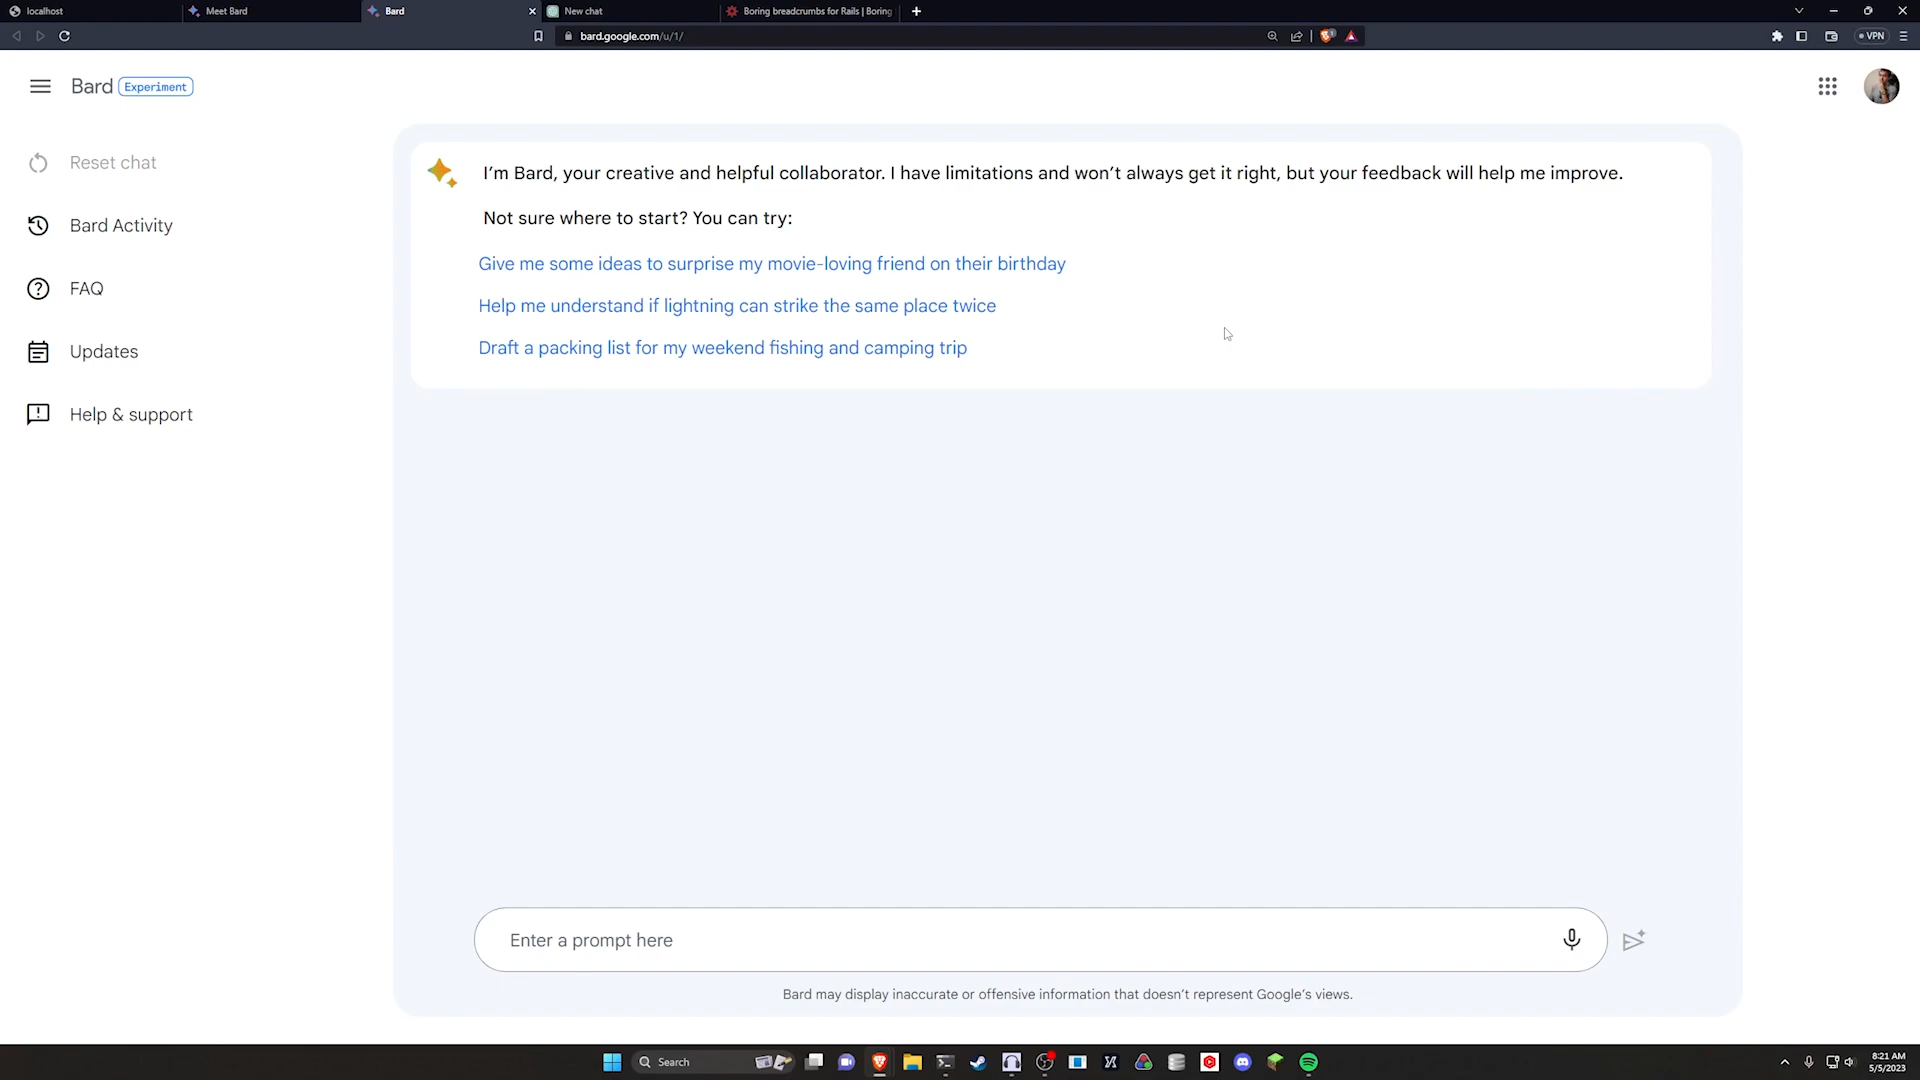 localhost
Meet Bard
Bard
New chat
Boring breadcrumbs for Rails | Boring
bard.google.com/u/1/
VPN
Bard Experiment
Reset chat
Bard Activity
FAQ
Updates
Help & support
I'm Bard, your creative and helpful collaborator. I have limitations and won't always get it right, but your feedback will help me improve.
Not sure where to start? You can try:
Give me some ideas to surprise my movie-loving friend on their birthday
Help me understand if lightning can strike the same place twice
Draft a packing list for my weekend fishing and camping trip
Enter a prompt here
Bard may display inaccurate or offensive information that doesn't represent Google's views.
Search
8:21 AM
5/5/2023